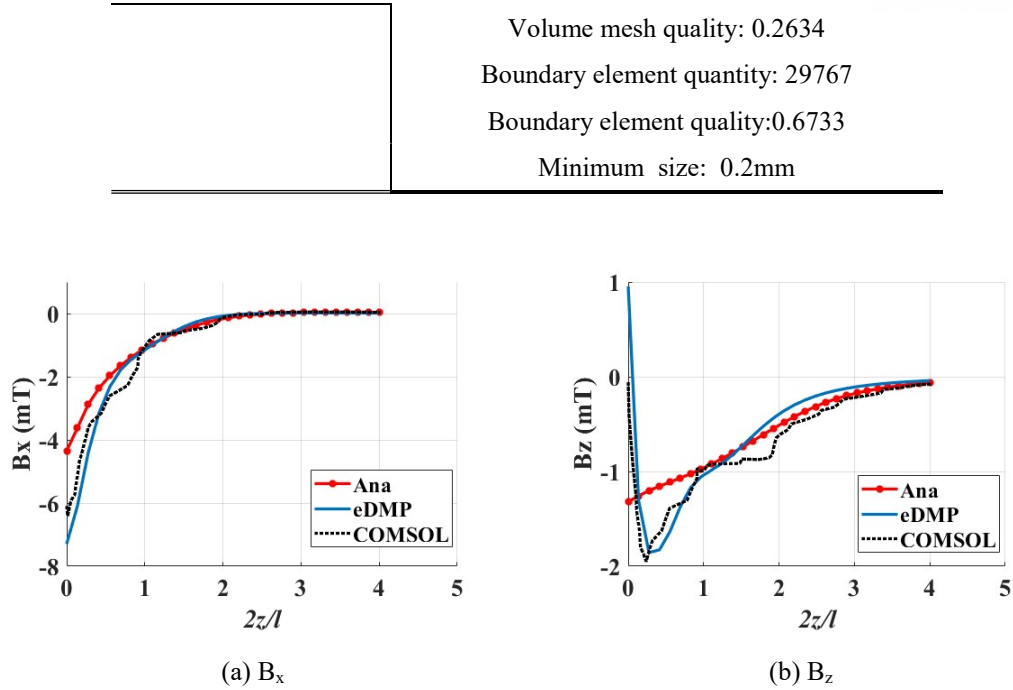 Volume mesh quality: 0.2634
Boundary element quantity: 29767
Boundary element quality:0.6733
Minimum size: 0.2mm
0
-2
-4
-6
-8
Bx (mT)
Ana
eDMP
COMSOL
0 1 2 3 4 5
2z/l
(a) Bx
1
0
-1
-2
Bz (mT)
Ana
eDMP
COMSOL
0 1 2 3 4 5
2z/l
(b) Bz